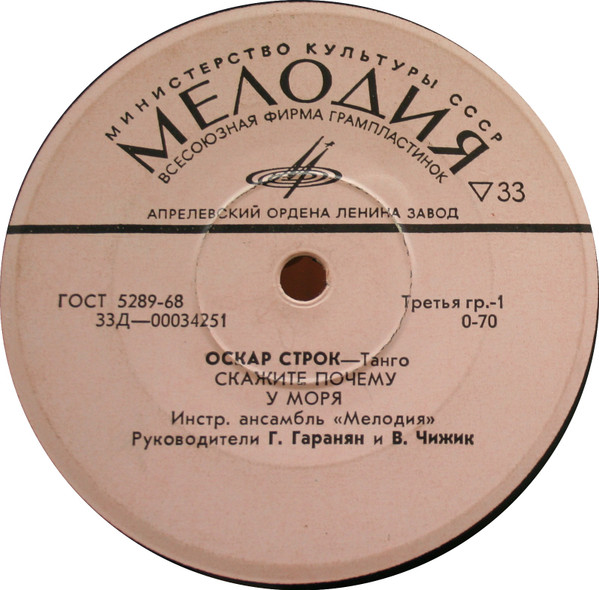 МИНИСТЕРСТВО КУЛЬТУРЫ СССР
МЕЛОДИЯ
ВСЕСОЮЗНАЯ ФИРМА ГРАМПЛАСТИНОК
▽33
АПРЕЛЕВСКИЙ ОРДЕНА ЛЕНИНА ЗАВОД
ГОСТ 5289-68
Третья гр.-1
33Д—00034251
0-70
ОСКАР СТРОК—Танго
СКАЖИТЕ ПОЧЕМУ
У МОРЯ
Инстр. ансамбль «Мелодия»
Руководители Г. Гаранян и В. Чижик